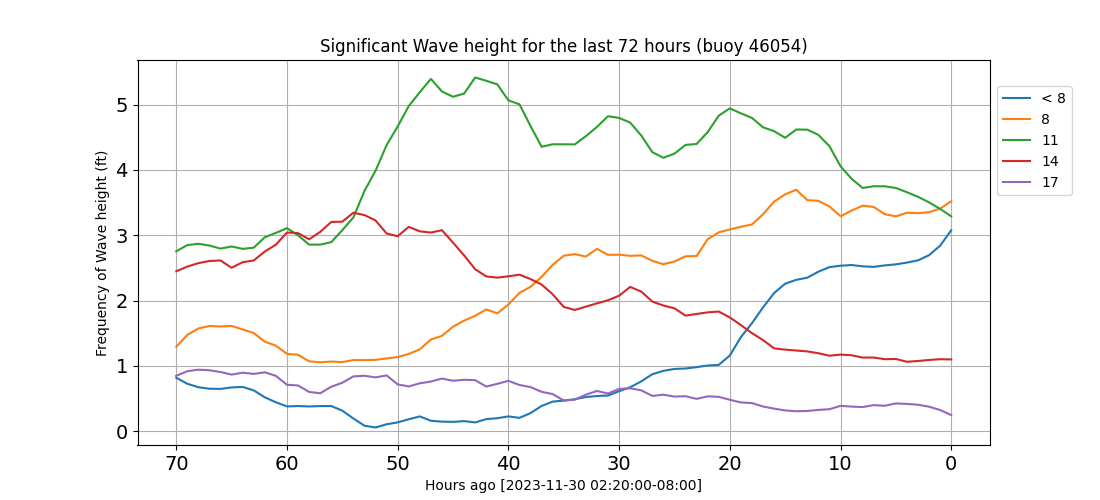 Significant Wave height for the last 72 hours (buoy 46054)
Frequency of Wave height (ft)
5
4
3
2
1
0
70 60 50 40 30 20 10 0
Hours ago [2023-11-30 02:20:00-08:00]
< 8
8
11
14
17